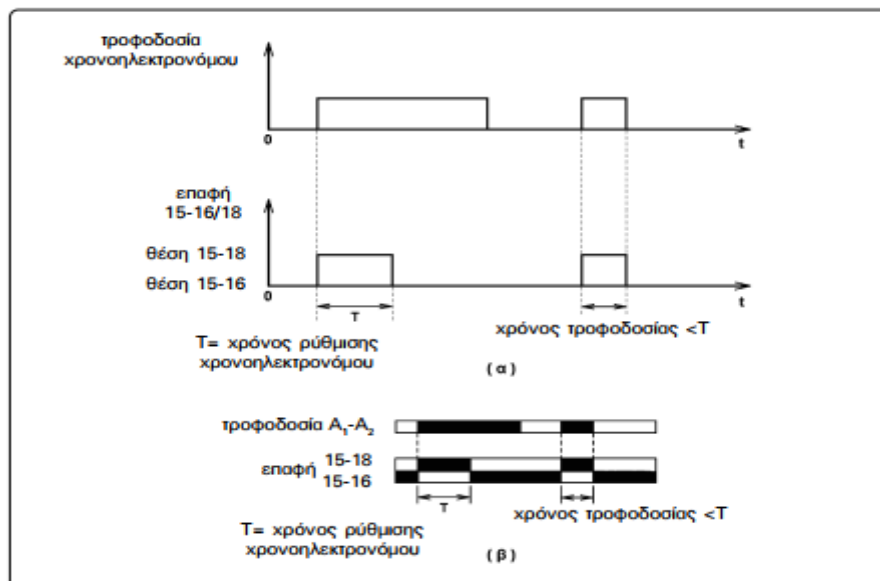 τροφοδοσία
χρονοηλεκτρονόμου
0
t
επαφή
15-16/18
θέση 15-18
θέση 15-16
0
t
T
T= χρόνος ρύθμισης
χρονοηλεκτρονόμου
χρόνος τροφοδοσίας <T
(α)
τροφοδοσία A₁-A₂
επαφή 15-18
15-16
T
T= χρόνος ρύθμισης
χρονοηλεκτρονόμου
χρόνος τροφοδοσίας <T
(β)